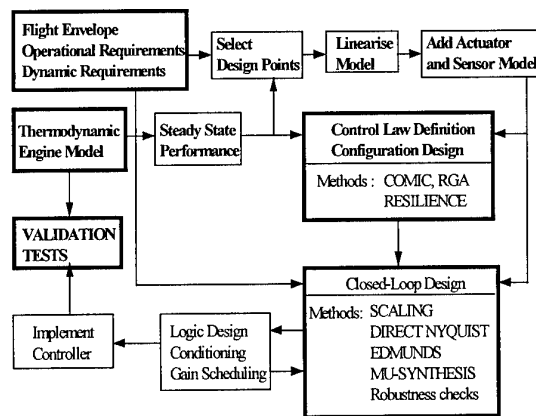 Flight Envelope
Operational Requirements
Dynamic Requirements
Select
Design Points
Linearise
Model
Add Actuator
and Sensor Model
Thermodynamic
Engine Model
Steady State
Performance
Control Law Definition
Configuration Design
Methods : COMIC, RGA
RESILIENCE
VALIDATION
TESTS
Closed-Loop Design
Methods: SCALING
DIRECT NYQUIST
EDMUNDS
MU-SYNTHESIS
Robustness checks
Implement
Controller
Logic Design
Conditioning
Gain Scheduling